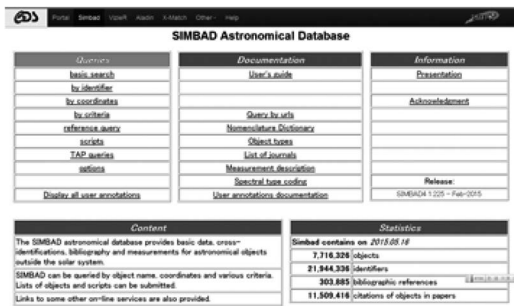 CDS Portal Simbad VizieR Aladin X-Match Other Help
SIMBAD Astronomical Database
Queries
basic search
by identifier
by coordinates
by criteria
reference query
scripts
TAP queries
options
Display all user annotations
Documentation
User's guide
Query by urls
Nomenclature Dictionary
Object types
List of journals
Measurement description
Spectral type coding
User annotations documentation
Information
Presentation
Acknowledgment
Release:
SIMBAD4 1.225 - Feb-2015
Content
The SIMBAD astronomical database provides basic data, cross-
identifications, bibliography and measurements for astronomical objects
outside the solar system.
SIMBAD can be queried by object name, coordinates and various criteria.
Lists of objects and scripts can be submitted.
Links to some other on-line services are also provided.
Statistics
Simbad contains on 2015.05.16
7,716,326 objects
21,944,336 identifiers
303,885 bibliographic references
11,509,416 citations of objects in papers